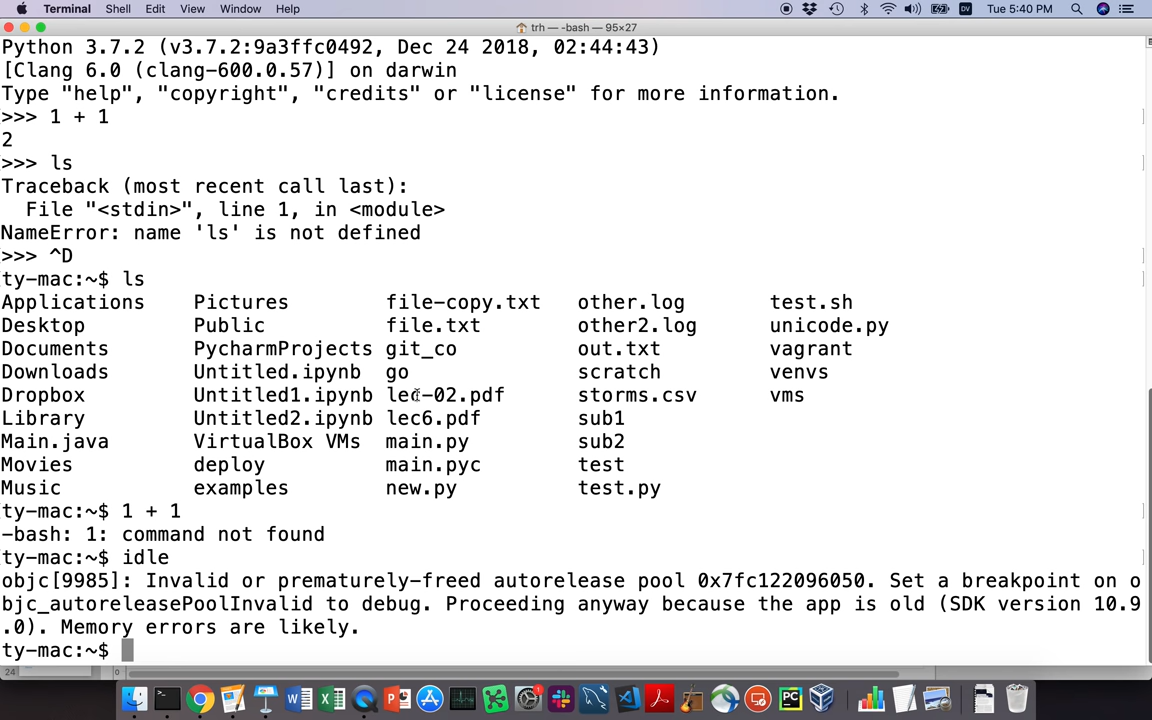 Terminal Shell Edit View Window Help DV Tue 5:40 PM
trh — -bash — 95×27
Python 3.7.2 (v3.7.2:9a3ffc0492, Dec 24 2018, 02:44:43)
[Clang 6.0 (clang-600.0.57)] on darwin
Type "help", "copyright", "credits" or "license" for more information.
>>> 1 + 1
2
>>> ls
Traceback (most recent call last):
  File "<stdin>", line 1, in <module>
NameError: name 'ls' is not defined
>>> ^D
ty-mac:~$ ls
Applications Pictures file-copy.txt other.log test.sh
Desktop Public file.txt other2.log unicode.py
Documents PycharmProjects git_co out.txt vagrant
Downloads Untitled.ipynb go scratch venvs
Dropbox Untitled1.ipynb lec-02.pdf storms.csv vms
Library Untitled2.ipynb lec6.pdf sub1
Main.java VirtualBox VMs main.py sub2
Movies deploy main.pyc test
Music examples new.py test.py
ty-mac:~$ 1 + 1
-bash: 1: command not found
ty-mac:~$ idle
objc[9985]: Invalid or prematurely-freed autorelease pool 0x7fc122096050. Set a breakpoint on o
bjc_autoreleasePoolInvalid to debug. Proceeding anyway because the app is old (SDK version 10.9
.0). Memory errors are likely.
ty-mac:~$
24 0